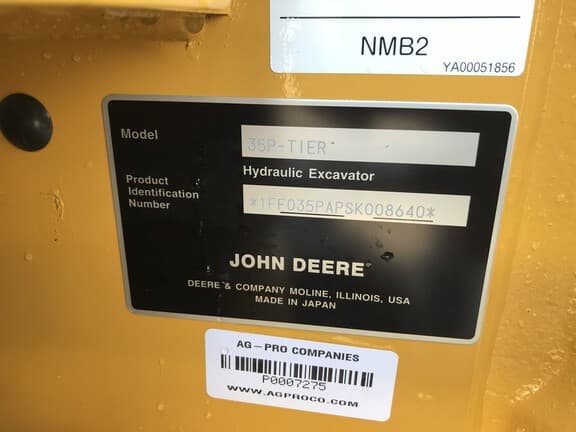 NMB2
YA00051856
Model 35P-TIER
Hydraulic Excavator
Product
Identification
Number
*1FF035PAPSK008640*
JOHN DEERE
DEERE & COMPANY MOLINE, ILLINOIS, USA
MADE IN JAPAN
AG-PRO COMPANIES
P0007275
WWW.AGPROCO.COM